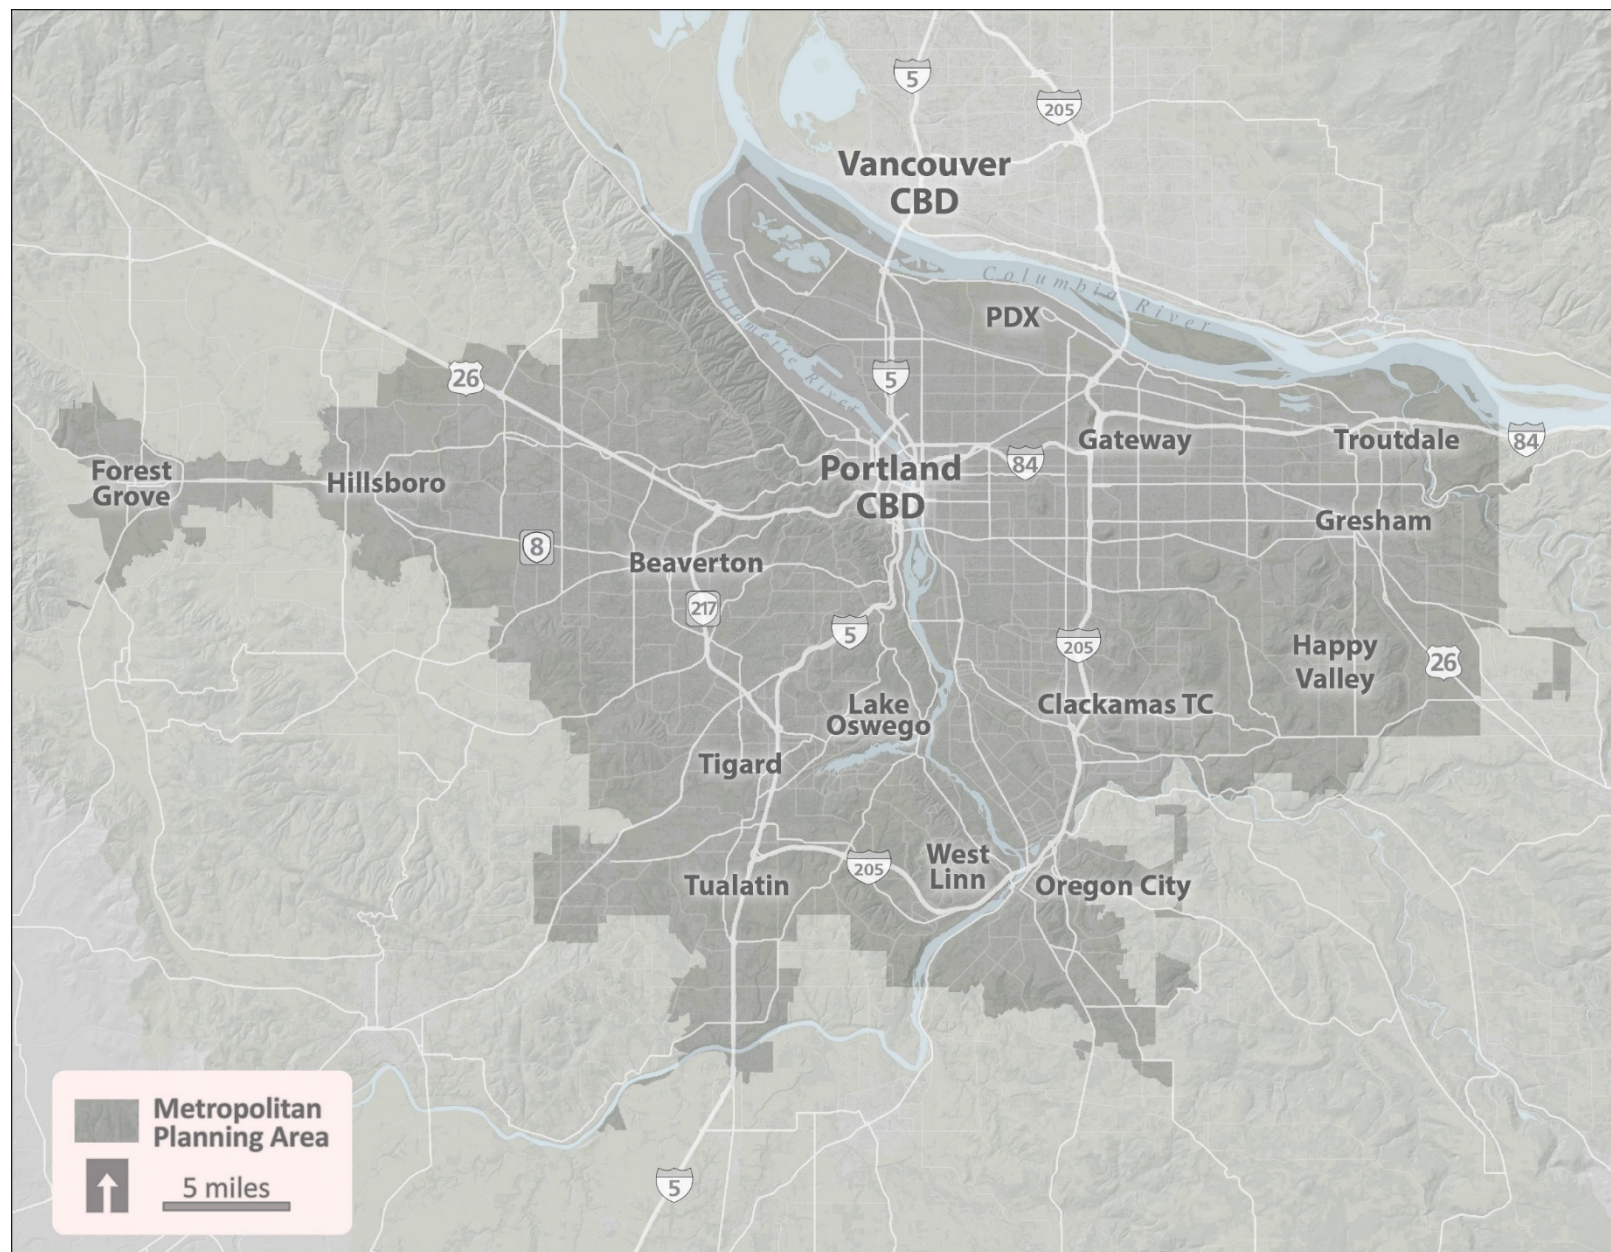 5
205
Vancouver
CBD
Columbia River
PDX
Willamette River
26
5
Gateway
Troutdale
84
Forest
Grove
Hillsboro
Portland
CBD
84
Gresham
8
Beaverton
217
5
205
Happy
Valley
26
Lake
Oswego
Clackamas TC
Tigard
205
West
Linn
Tualatin
Oregon City
Metropolitan
Planning Area
5 miles
5